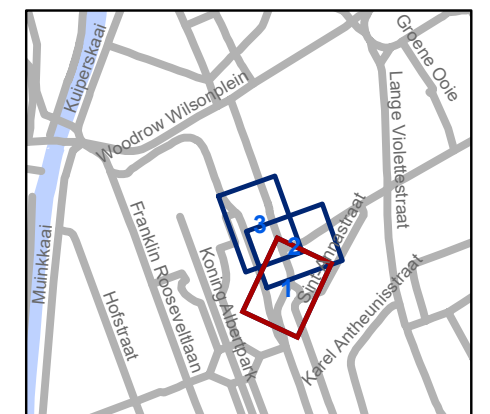 Kuiperskaai
Groene Ooie
Woodrow Wilsonplein
Lange Violettestraat
Muinkkaai
Franklin Rooseveltlaan
Koning Albertpark
3
2
Sint-Annastraat
1
Hofstraat
Karel Antheunisstraat